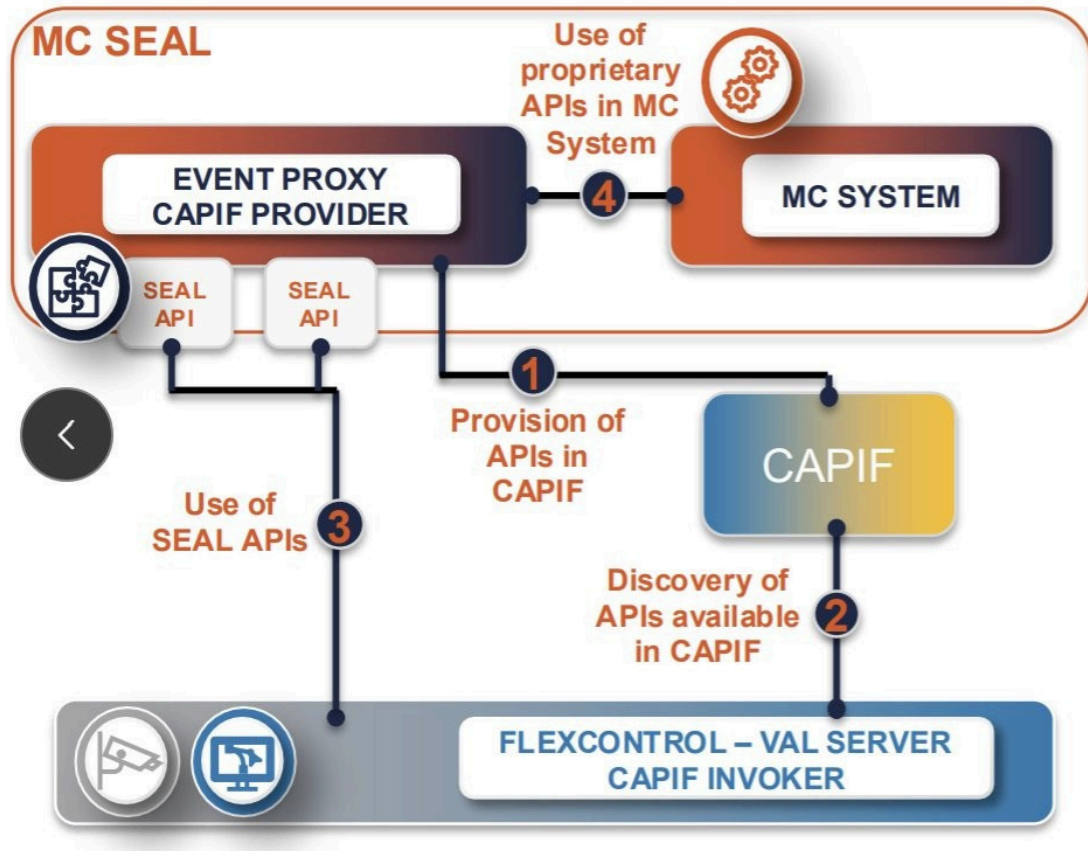 MC SEAL
Use of
proprietary
APIs in MC
System
EVENT PROXY
CAPIF PROVIDER
4
MC SYSTEM
SEAL
API
SEAL
API
1
Provision of
APIs in
CAPIF
CAPIF
Use of
SEAL APIs
3
Discovery of
APIs available
in CAPIF
2
FLEXCONTROL – VAL SERVER
CAPIF INVOKER